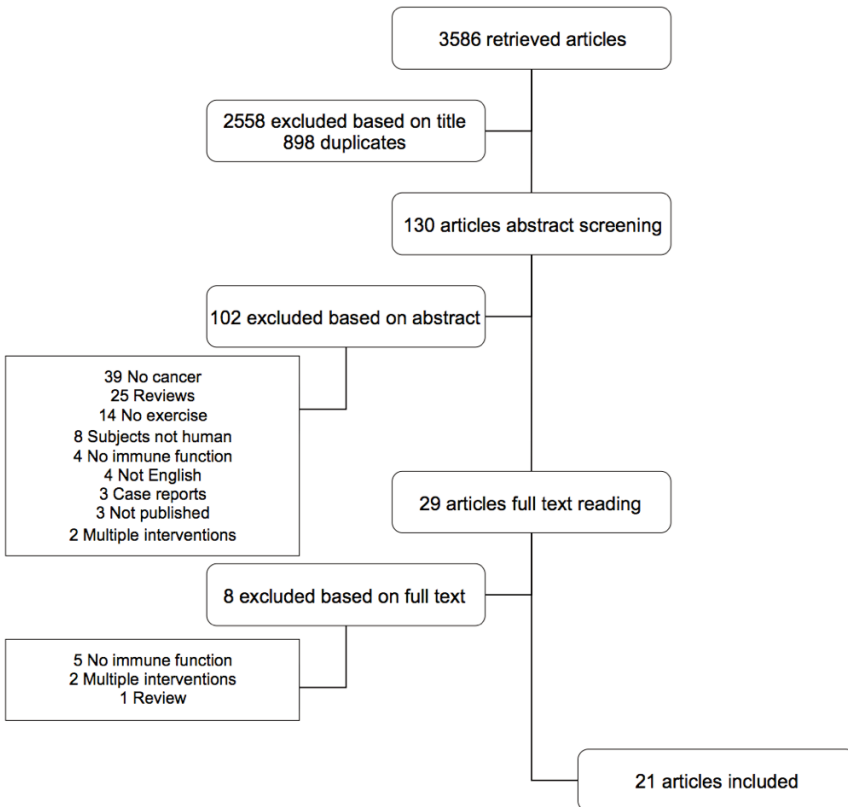 3586 retrieved articles
2558 excluded based on title
898 duplicates
130 articles abstract screening
102 excluded based on abstract
39 No cancer
25 Reviews
14 No exercise
8 Subjects not human
4 No immune function
4 Not English
3 Case reports
3 Not published
2 Multiple interventions
29 articles full text reading
8 excluded based on full text
5 No immune function
2 Multiple interventions
1 Review
21 articles included